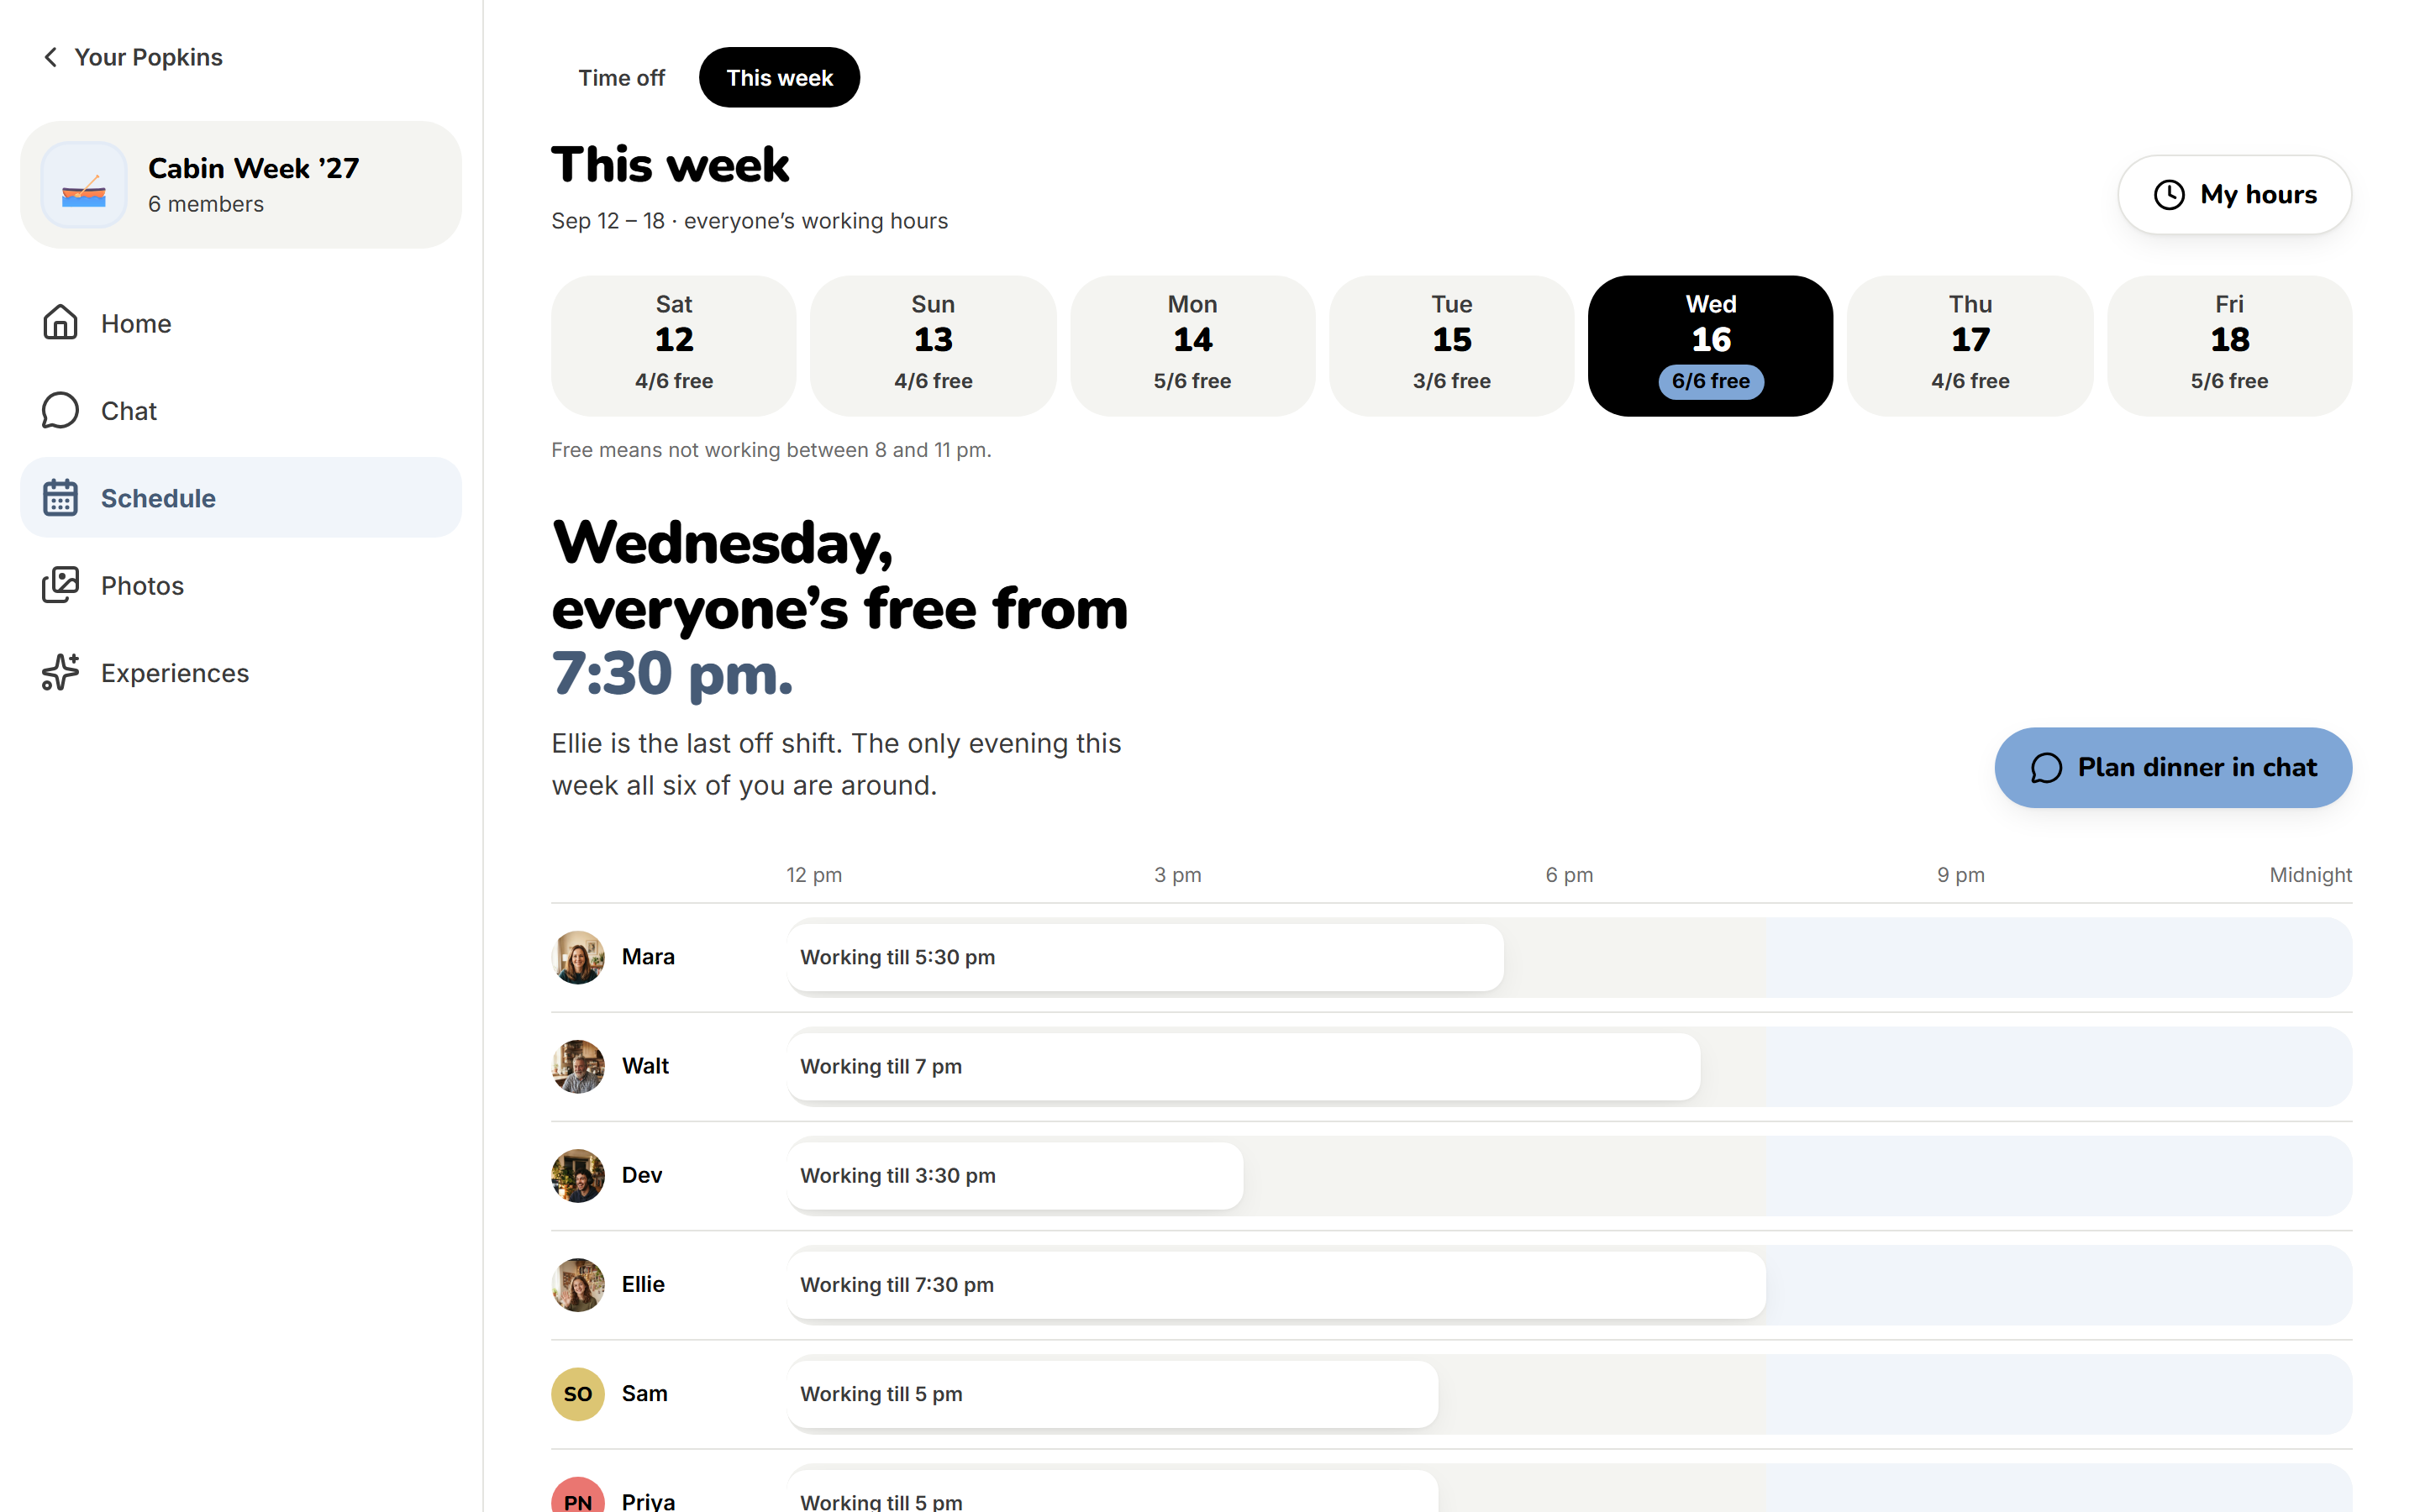 Your Popkins
Cabin Week ’27
6 members
Home
Chat
Schedule
Photos
Experiences
Time off
This week
This week
Sep 12 – 18 · everyone’s working hours
My hours
Sat
12
4/6 free
Sun
13
4/6 free
Mon
14
5/6 free
Tue
15
3/6 free
Wed
16
6/6 free
Thu
17
4/6 free
Fri
18
5/6 free
Free means not working between 8 and 11 pm.
Wednesday,
everyone’s free from
7:30 pm.
Ellie is the last off shift. The only evening this
week all six of you are around.
Plan dinner in chat
12 pm
3 pm
6 pm
9 pm
Midnight
Mara
Working till 5:30 pm
Walt
Working till 7 pm
Dev
Working till 3:30 pm
Ellie
Working till 7:30 pm
SO
Sam
Working till 5 pm
PN
Priya
Working till 5 pm